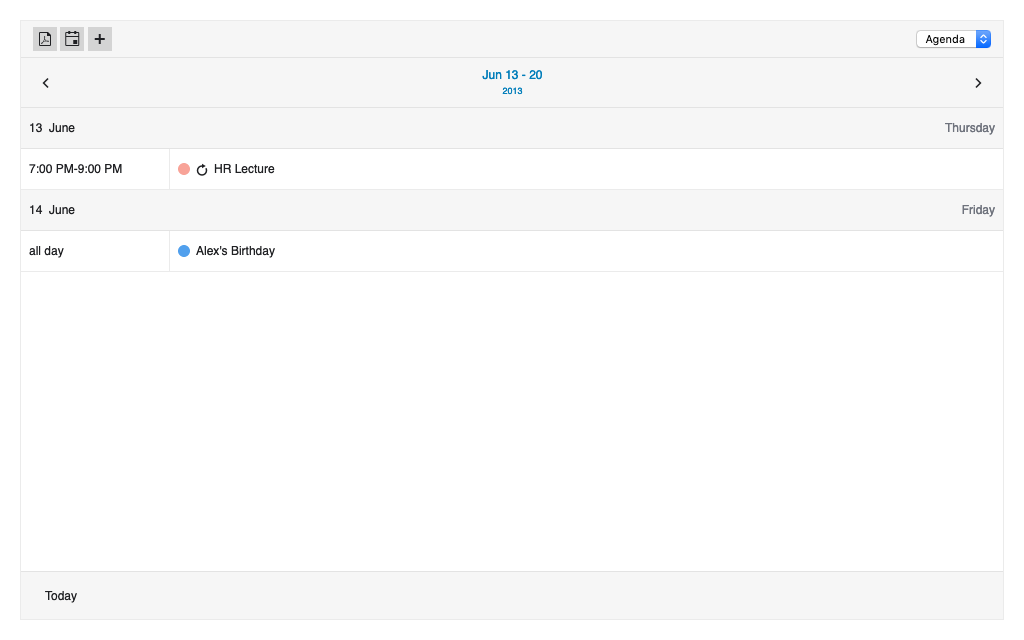 Agenda
Jun 13 - 20
2013
13 June Thursday
7:00 PM-9:00 PM HR Lecture
14 June Friday
all day Alex's Birthday
Today